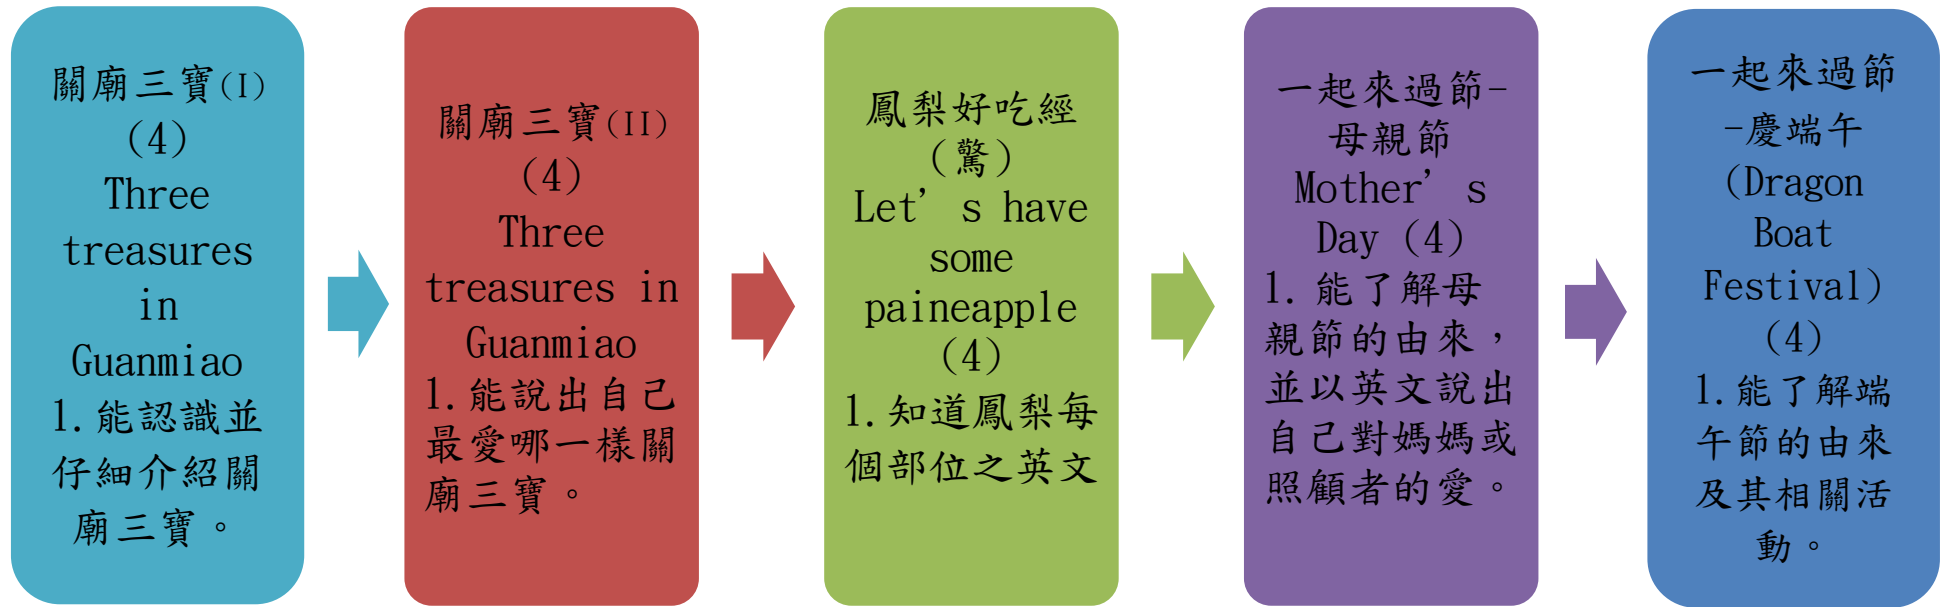 關廟三寶(I)
(4)
Three
treasures
in
Guanmiao
1.能認識並
仔細介紹關
廟三寶。
關廟三寶(II)
(4)
Three
treasures in
Guanmiao
1.能說出自己
最愛哪一樣關
廟三寶。
鳳梨好吃經
(驚)
Let’s have
some
paineapple
(4)
1.知道鳳梨每
個部位之英文
一起來過節-
母親節
Mother’s
Day (4)
1.能了解母
親節的由來，
並以英文說出
自己對媽媽或
照顧者的愛。
一起來過節
-慶端午
(Dragon
Boat
Festival)
(4)
1.能了解端
午節的由來
及其相關活
動。